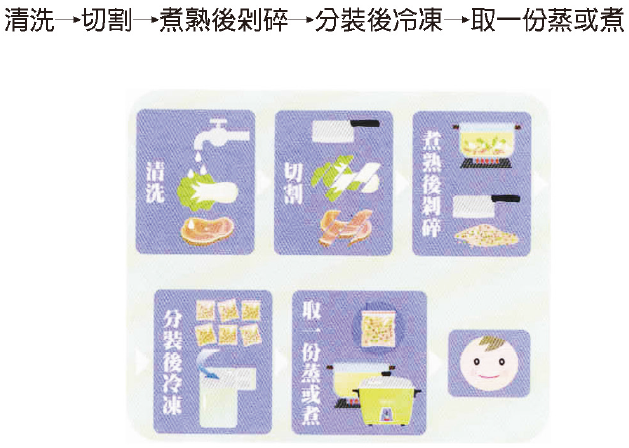 清洗→切割→煮熟後剁碎→分裝後冷凍→取一份蒸或煮
清洗
切割
煮熟後剁碎
分裝後冷凍
取一份蒸或煮